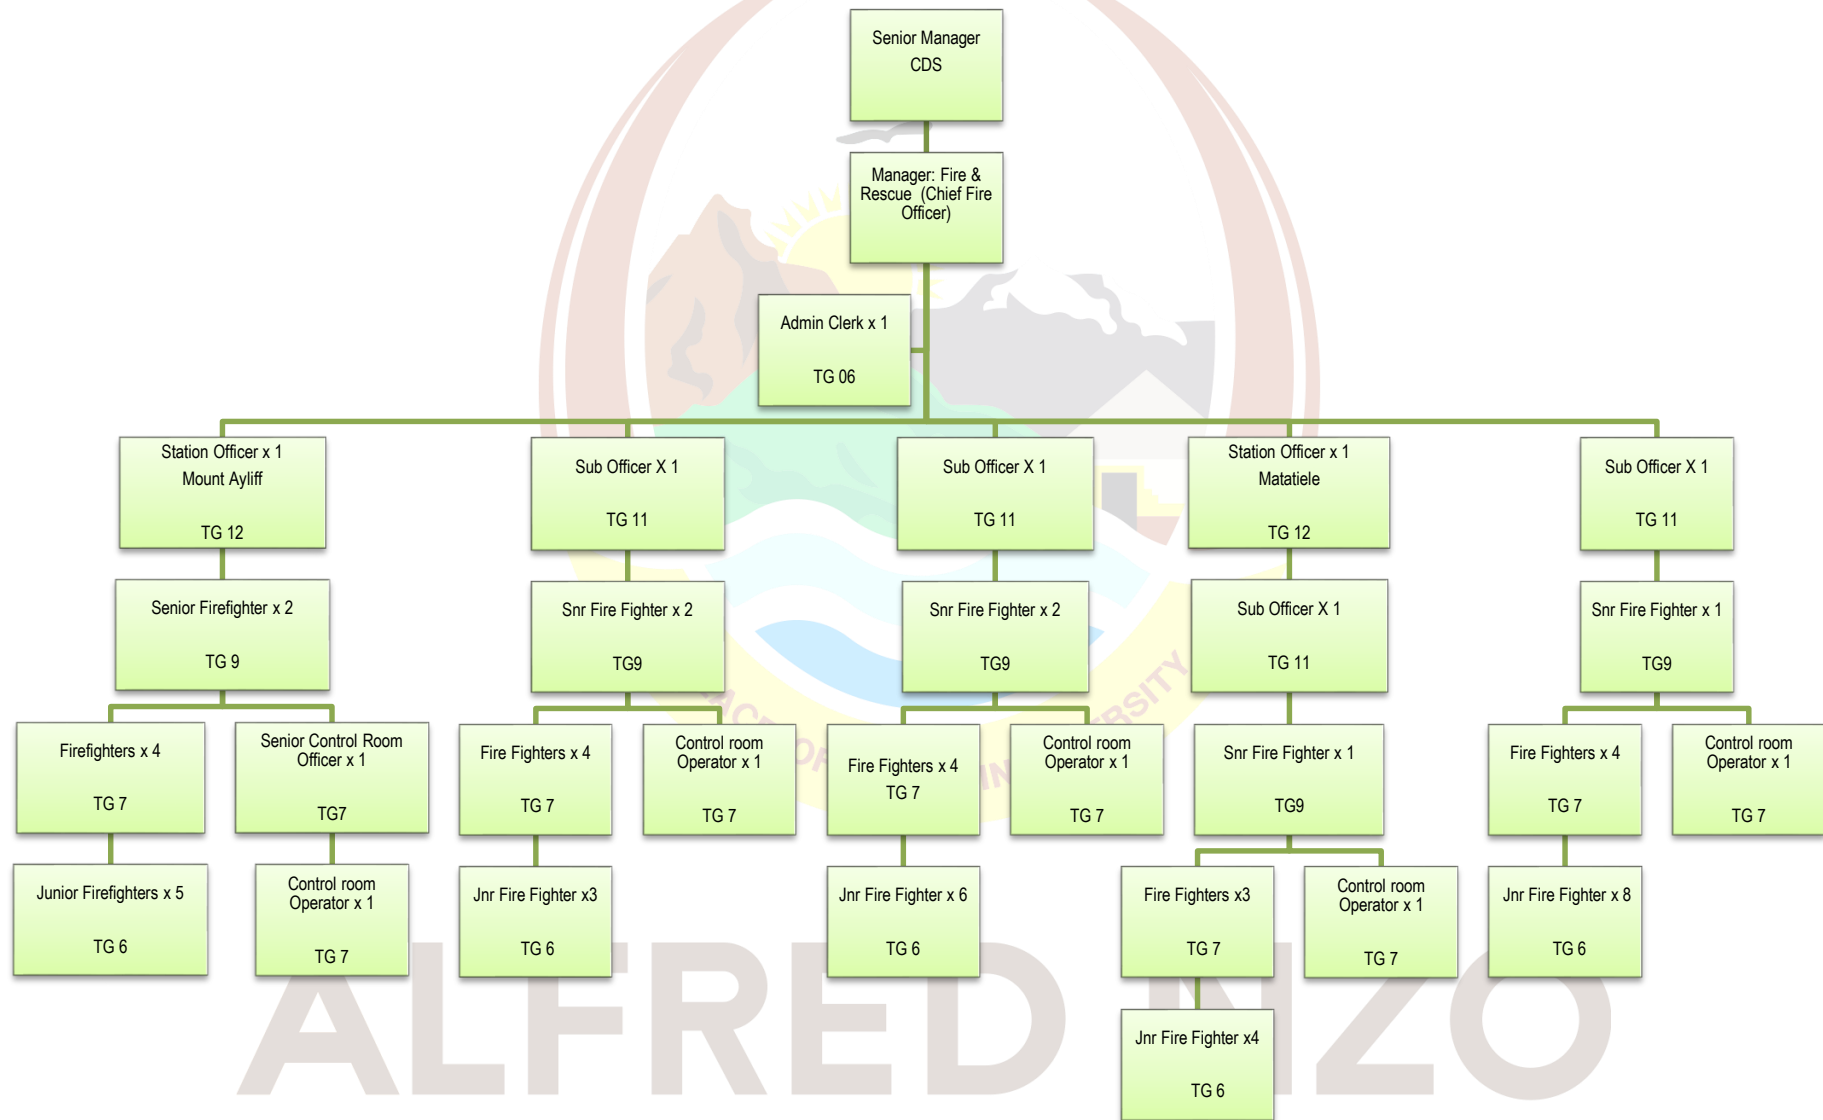 Senior Manager
CDS
Manager: Fire &
Rescue (Chief Fire
Officer)
Admin Clerk x 1
TG 06
Station Officer x 1
Mount Ayliff
TG 12
Sub Officer X 1
TG 11
Sub Officer X 1
TG 11
Station Officer x 1
Matatiele
TG 12
Sub Officer X 1
TG 11
Senior Firefighter x 2
TG 9
Snr Fire Fighter x 2
TG9
Snr Fire Fighter x 2
TG9
Sub Officer X 1
TG 11
Snr Fire Fighter x 1
TG9
Firefighters x 4
TG 7
Senior Control Room
Officer x 1
TG7
Fire Fighters x 4
TG 7
Control room
Operator x 1
TG 7
Fire Fighters x 4
TG 7
Control room
Operator x 1
TG 7
Snr Fire Fighter x 1
TG9
Fire Fighters x 4
TG 7
Control room
Operator x 1
TG 7
Junior Firefighters x 5
TG 6
Control room
Operator x 1
TG 7
Jnr Fire Fighter x3
TG 6
Jnr Fire Fighter x 6
TG 6
Fire Fighters x3
TG 7
Control room
Operator x 1
TG 7
Jnr Fire Fighter x 8
TG 6
Jnr Fire Fighter x4
TG 6
ALFRED NZO